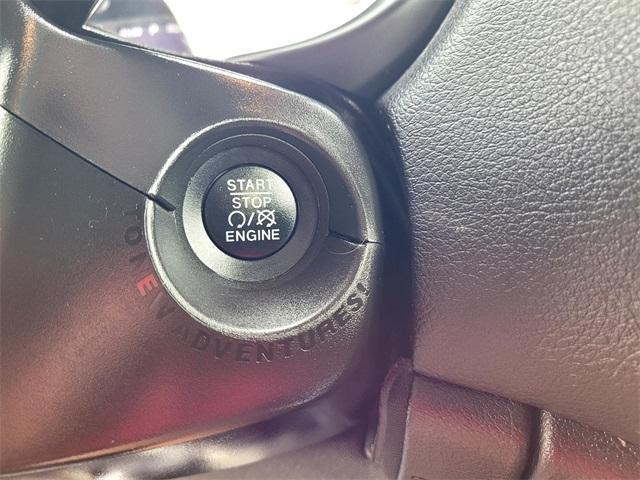 START
STOP
ENGINE
TO NEW ADVENTURES!